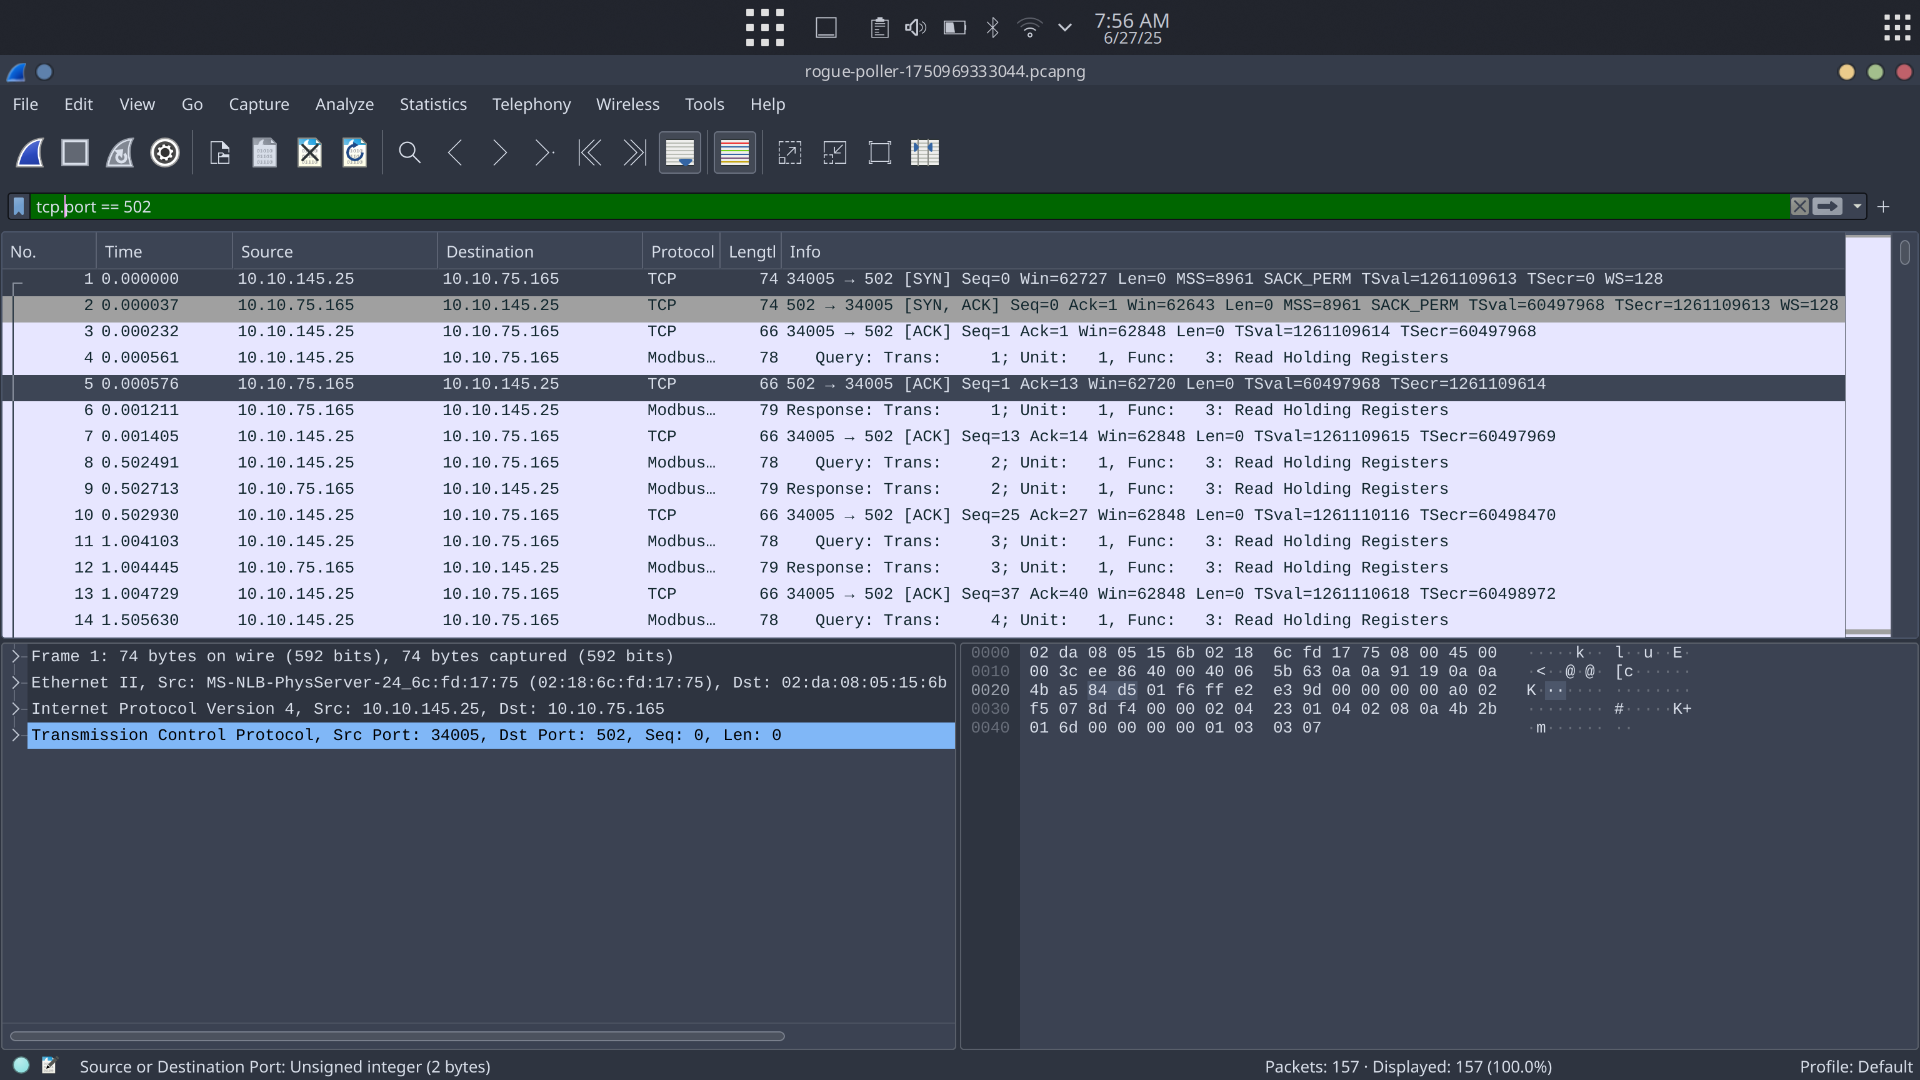 7:56 AM
6/27/25
rogue-poller-1750969333044.pcapng
File Edit View Go Capture Analyze Statistics Telephony Wireless Tools Help
tcp.port == 502
No. Time Source Destination Protocol Lengtl Info
1 0.000000 10.10.145.25 10.10.75.165 TCP 74 34005 → 502 [SYN] Seq=0 Win=62727 Len=0 MSS=8961 SACK_PERM TSval=1261109613 TSecr=0 WS=128
2 0.000037 10.10.75.165 10.10.145.25 TCP 74 502 → 34005 [SYN, ACK] Seq=0 Ack=1 Win=62643 Len=0 MSS=8961 SACK_PERM TSval=60497968 TSecr=1261109613 WS=128
3 0.000232 10.10.145.25 10.10.75.165 TCP 66 34005 → 502 [ACK] Seq=1 Ack=1 Win=62848 Len=0 TSval=1261109614 TSecr=60497968
4 0.000561 10.10.145.25 10.10.75.165 Modbus… 78 Query: Trans: 1; Unit: 1, Func: 3: Read Holding Registers
5 0.000576 10.10.75.165 10.10.145.25 TCP 66 502 → 34005 [ACK] Seq=1 Ack=13 Win=62720 Len=0 TSval=60497968 TSecr=1261109614
6 0.001211 10.10.75.165 10.10.145.25 Modbus… 79 Response: Trans: 1; Unit: 1, Func: 3: Read Holding Registers
7 0.001405 10.10.145.25 10.10.75.165 TCP 66 34005 → 502 [ACK] Seq=13 Ack=14 Win=62848 Len=0 TSval=1261109615 TSecr=60497969
8 0.502491 10.10.145.25 10.10.75.165 Modbus… 78 Query: Trans: 2; Unit: 1, Func: 3: Read Holding Registers
9 0.502713 10.10.75.165 10.10.145.25 Modbus… 79 Response: Trans: 2; Unit: 1, Func: 3: Read Holding Registers
10 0.502930 10.10.145.25 10.10.75.165 TCP 66 34005 → 502 [ACK] Seq=25 Ack=27 Win=62848 Len=0 TSval=1261110116 TSecr=60498470
11 1.004103 10.10.145.25 10.10.75.165 Modbus… 78 Query: Trans: 3; Unit: 1, Func: 3: Read Holding Registers
12 1.004445 10.10.75.165 10.10.145.25 Modbus… 79 Response: Trans: 3; Unit: 1, Func: 3: Read Holding Registers
13 1.004729 10.10.145.25 10.10.75.165 TCP 66 34005 → 502 [ACK] Seq=37 Ack=40 Win=62848 Len=0 TSval=1261110618 TSecr=60498972
14 1.505630 10.10.145.25 10.10.75.165 Modbus… 78 Query: Trans: 4; Unit: 1, Func: 3: Read Holding Registers
Frame 1: 74 bytes on wire (592 bits), 74 bytes captured (592 bits)
Ethernet II, Src: MS-NLB-PhysServer-24_6c:fd:17:75 (02:18:6c:fd:17:75), Dst: 02:da:08:05:15:6b
Internet Protocol Version 4, Src: 10.10.145.25, Dst: 10.10.75.165
Transmission Control Protocol, Src Port: 34005, Dst Port: 502, Seq: 0, Len: 0
0000 02 da 08 05 15 6b 02 18 6c fd 17 75 08 00 45 00 ·····k·· l··u··E·
0010 00 3c ee 86 40 00 40 06 5b 63 0a 0a 91 19 0a 0a ·<··@·@· [c······
0020 4b a5 84 d5 01 f6 ff e2 e3 9d 00 00 00 00 a0 02 K······· ········
0030 f5 07 8d f4 00 00 02 04 23 01 04 02 08 0a 4b 2b ········ #·····K+
0040 01 6d 00 00 00 00 01 03 03 07 ·m······ ··
Source or Destination Port: Unsigned integer (2 bytes)
Packets: 157 · Displayed: 157 (100.0%)
Profile: Default